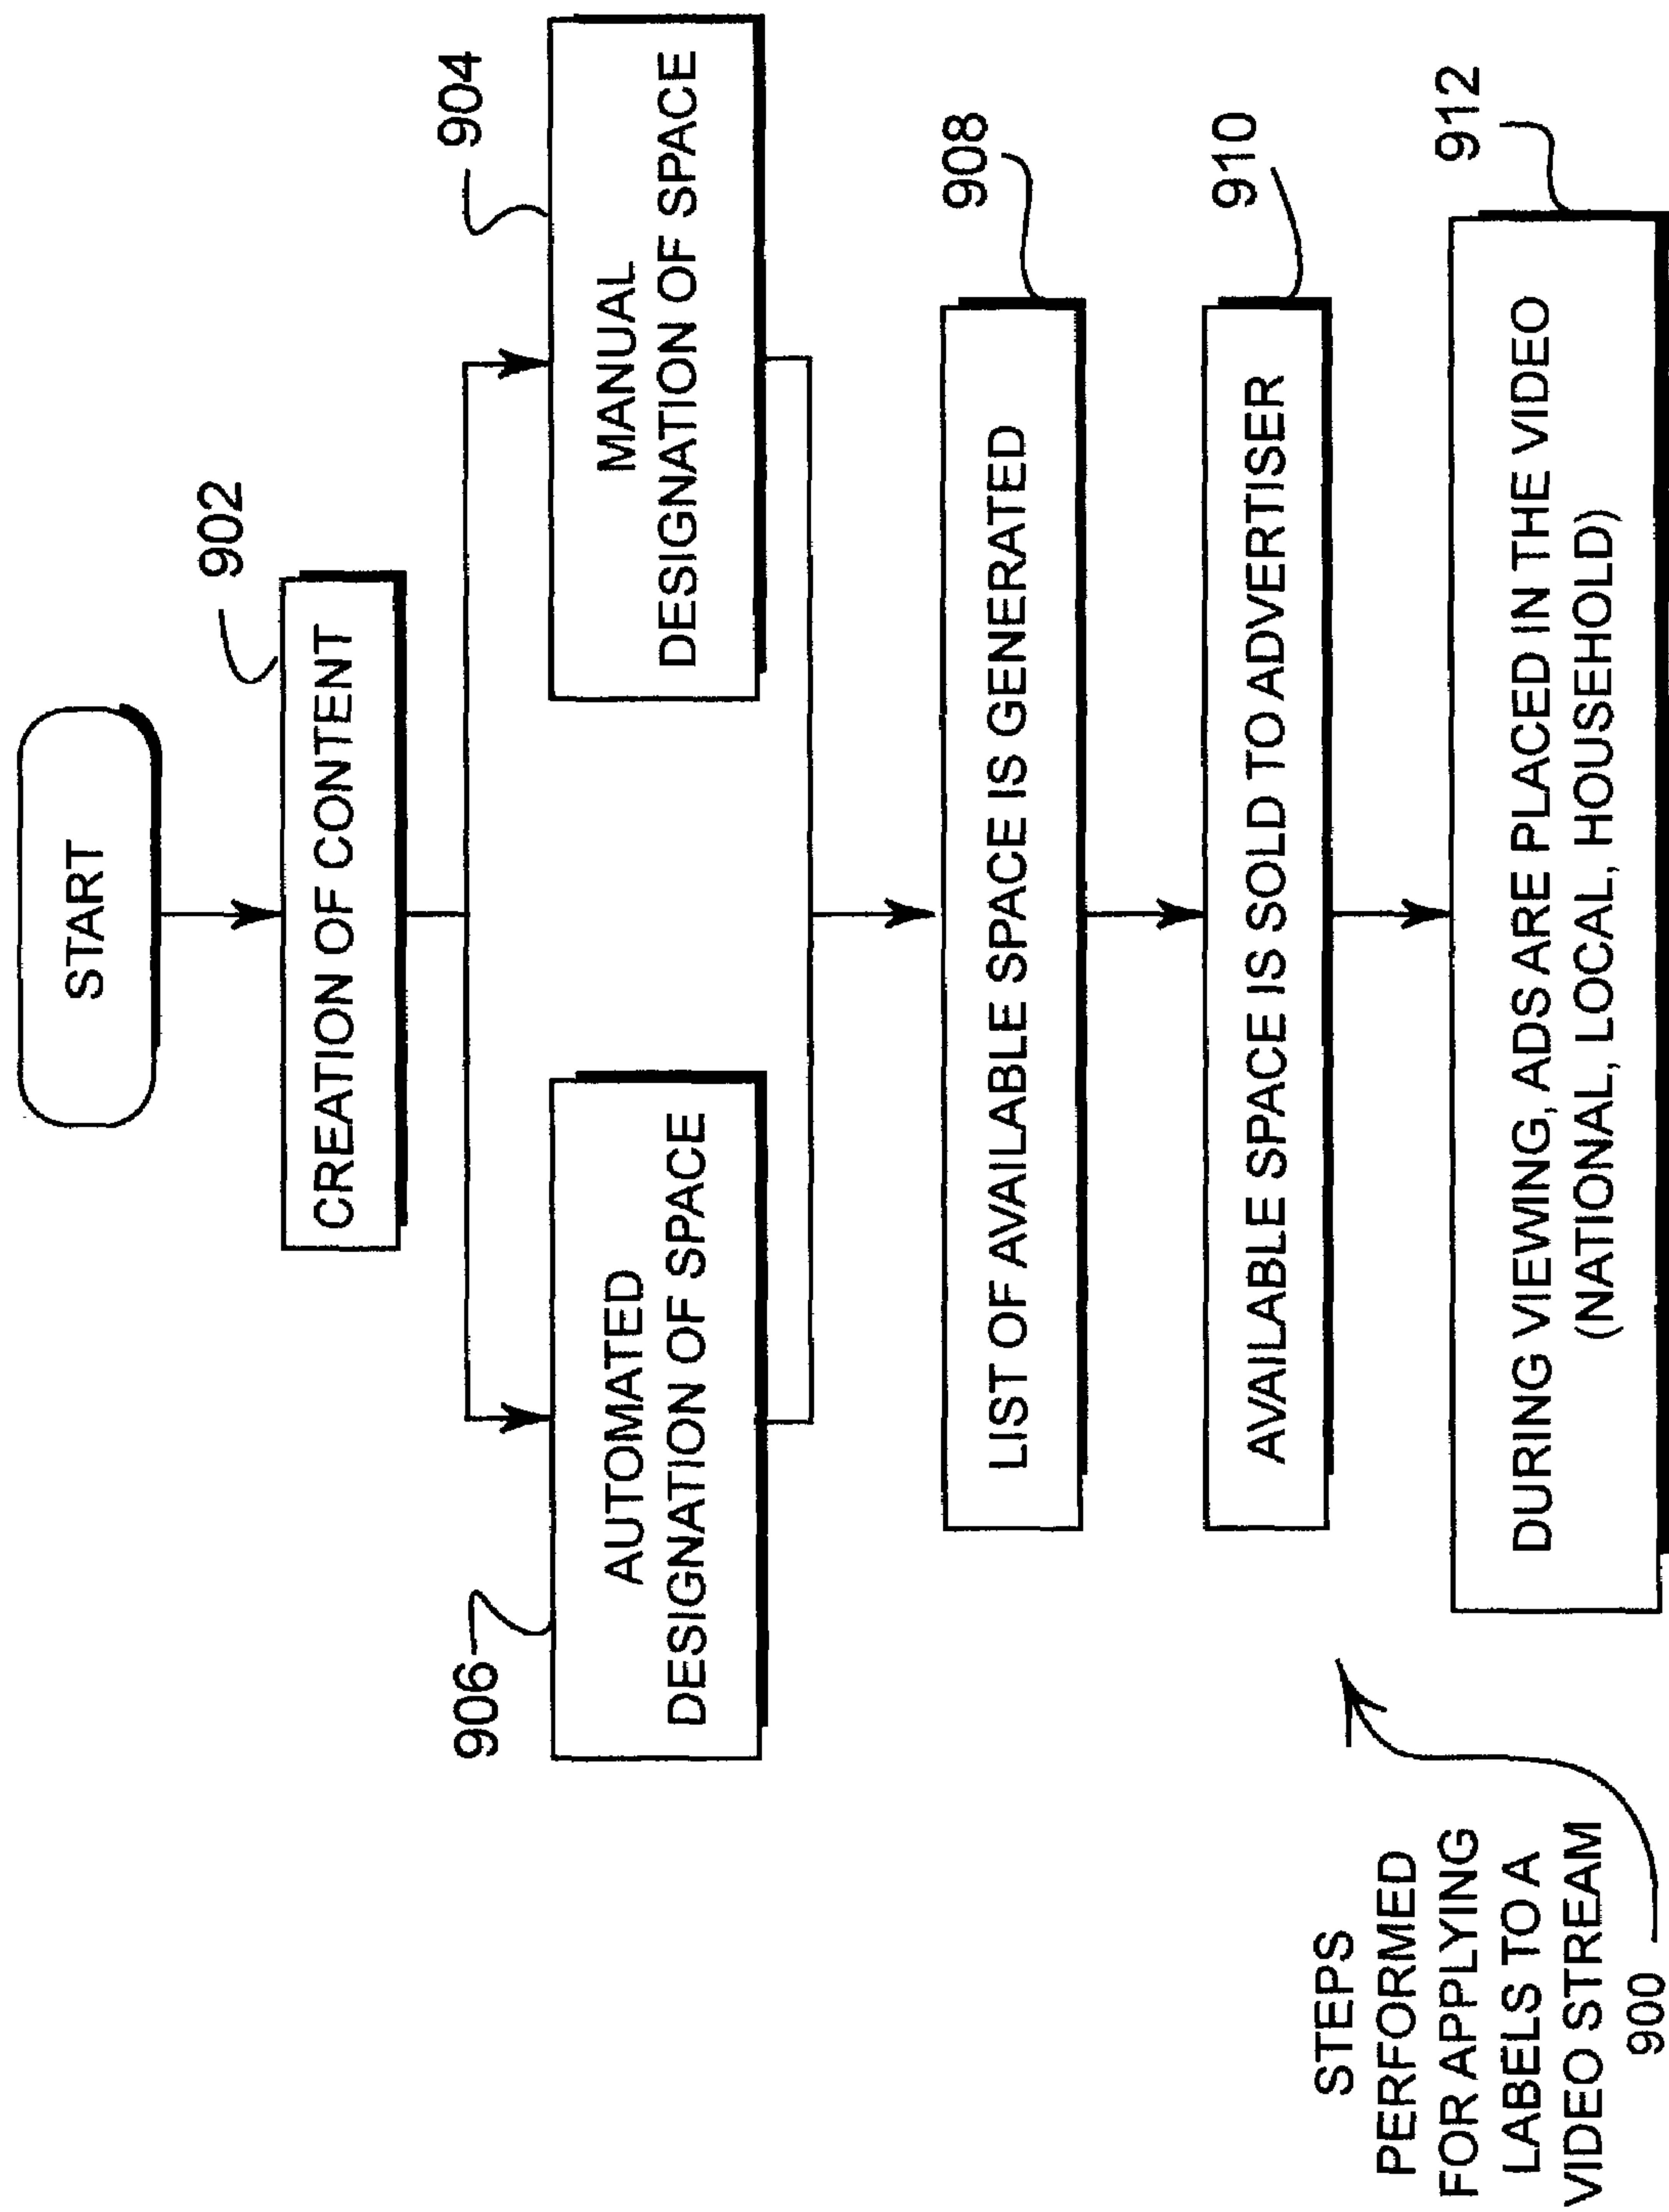 START
902
CREATION OF CONTENT
906
AUTOMATED
DESIGNATION OF SPACE
904
MANUAL
DESIGNATION OF SPACE
908
LIST OF AVAILABLE SPACE IS GENERATED
910
AVAILABLE SPACE IS SOLD TO ADVERTISER
912
DURING VIEWING, ADS ARE PLACED IN THE VIDEO
(NATIONAL, LOCAL, HOUSEHOLD)
STEPS
PERFORMED
FOR APPLYING
LABELS TO A
VIDEO STREAM
900